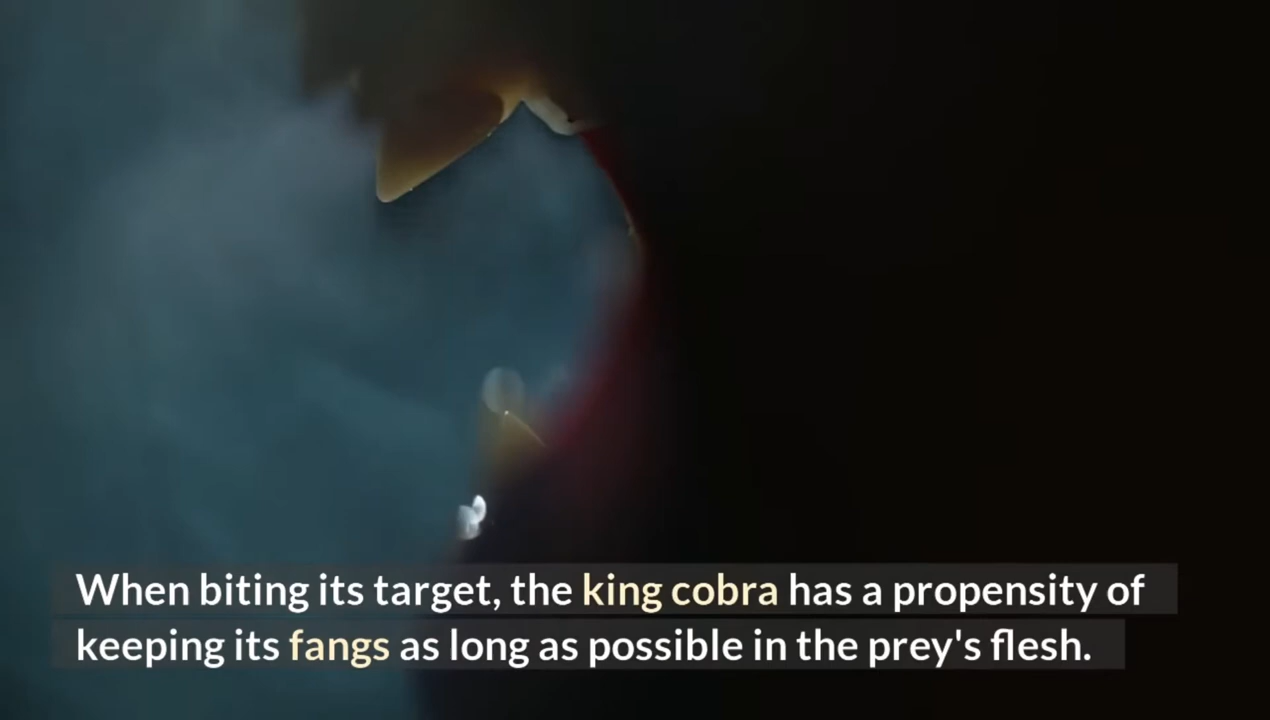 When biting its target, the king cobra has a propensity of
keeping its fangs as long as possible in the prey's flesh.